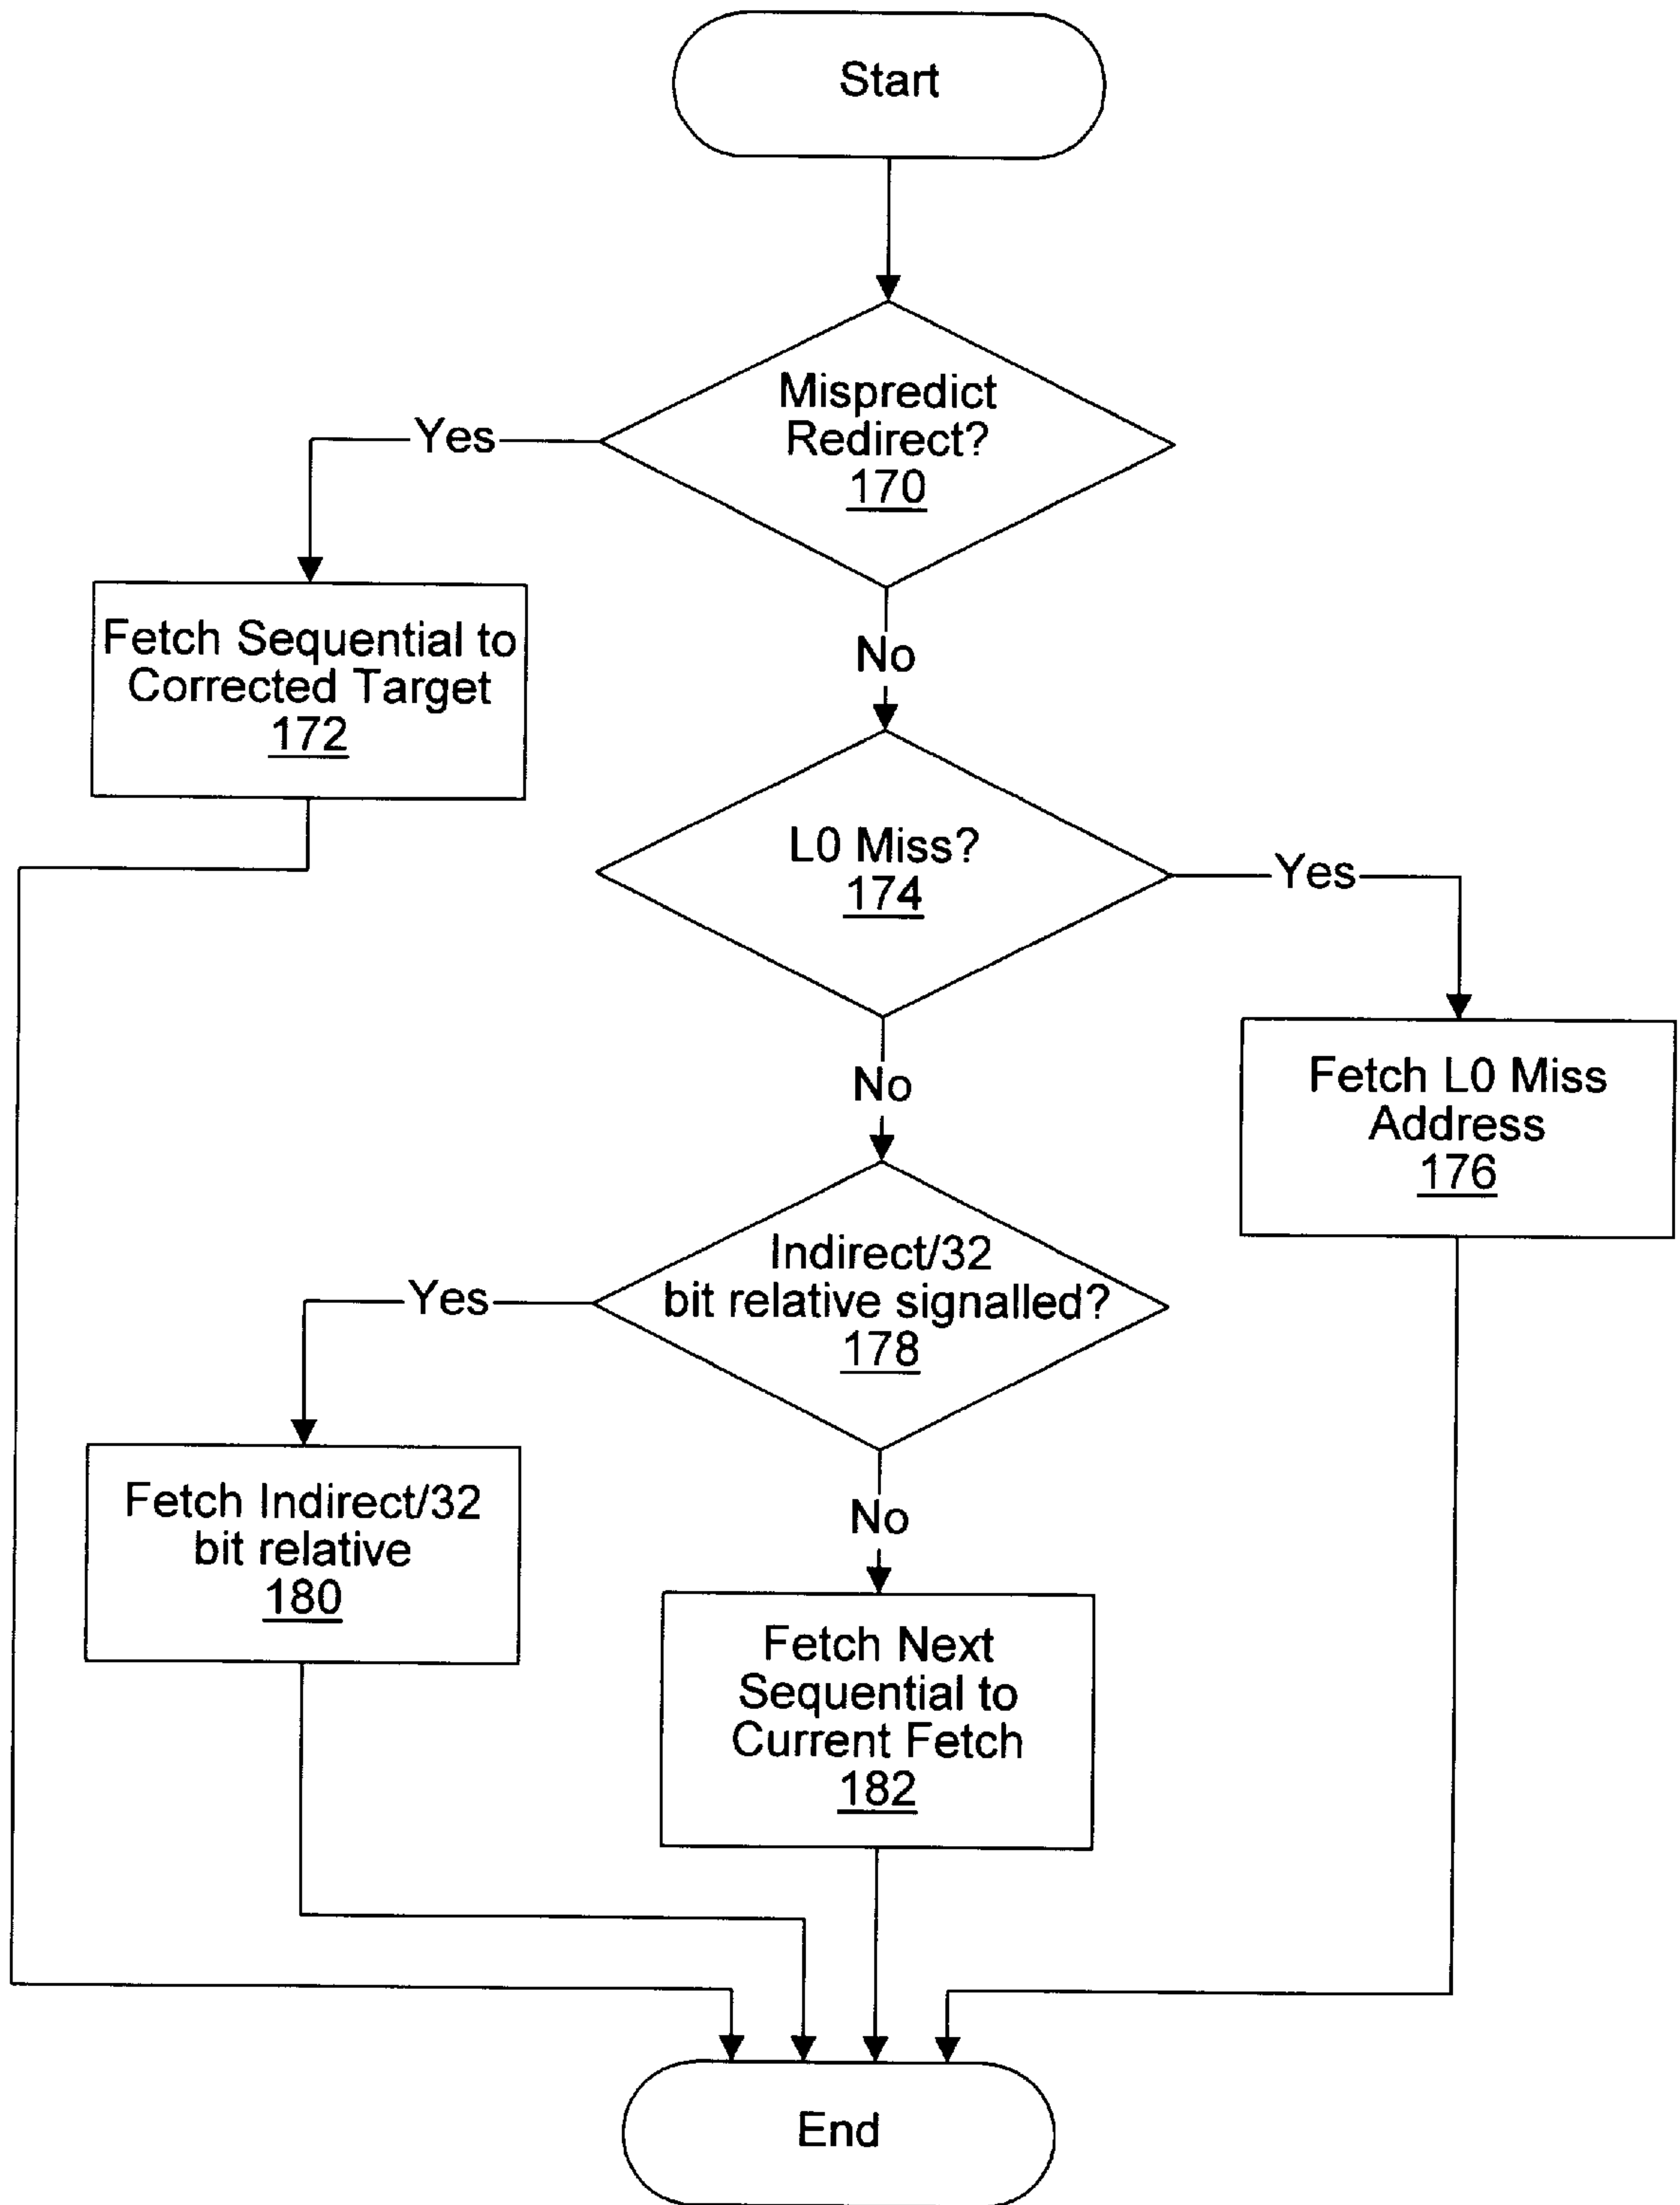 Start
Mispredict
Redirect?
170
Yes
No
Fetch Sequential to
Corrected Target
172
L0 Miss?
174
Yes
No
Fetch L0 Miss
Address
176
Indirect/32
bit relative signalled?
178
Yes
No
Fetch Indirect/32
bit relative
180
Fetch Next
Sequential to
Current Fetch
182
End